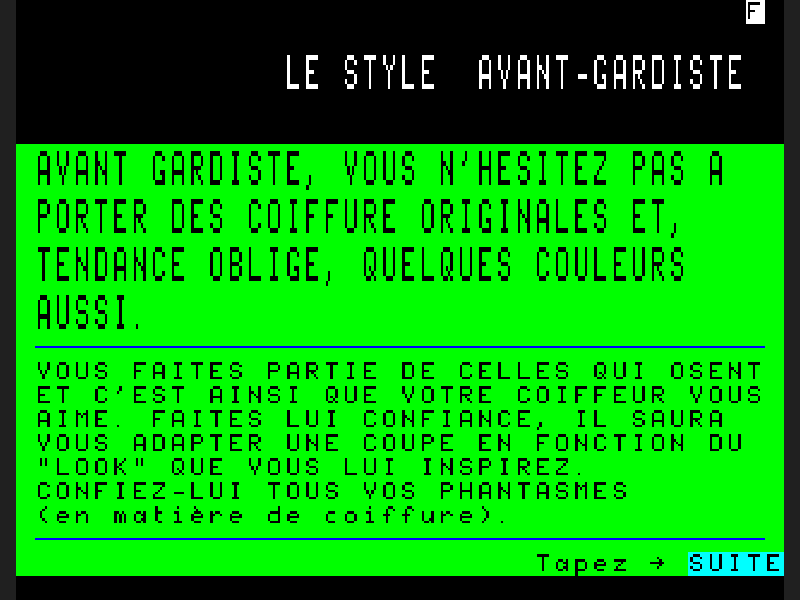 F
LE STYLE  AVANT-GARDISTE
AVANT GARDISTE, VOUS N'HESITEZ PAS A
PORTER DES COIFFURE ORIGINALES ET,
TENDANCE OBLIGE, QUELQUES COULEURS
AUSSI.
VOUS FAITES PARTIE DE CELLES QUI OSENT
ET C'EST AINSI QUE VOTRE COIFFEUR VOUS
AIME. FAITES LUI CONFIANCE, IL SAURA
VOUS ADAPTER UNE COUPE EN FONCTION DU
"LOOK" QUE VOUS LUI INSPIREZ.
CONFIEZ-LUI TOUS VOS PHANTASMES
(en matière de coiffure).
Tapez → SUITE